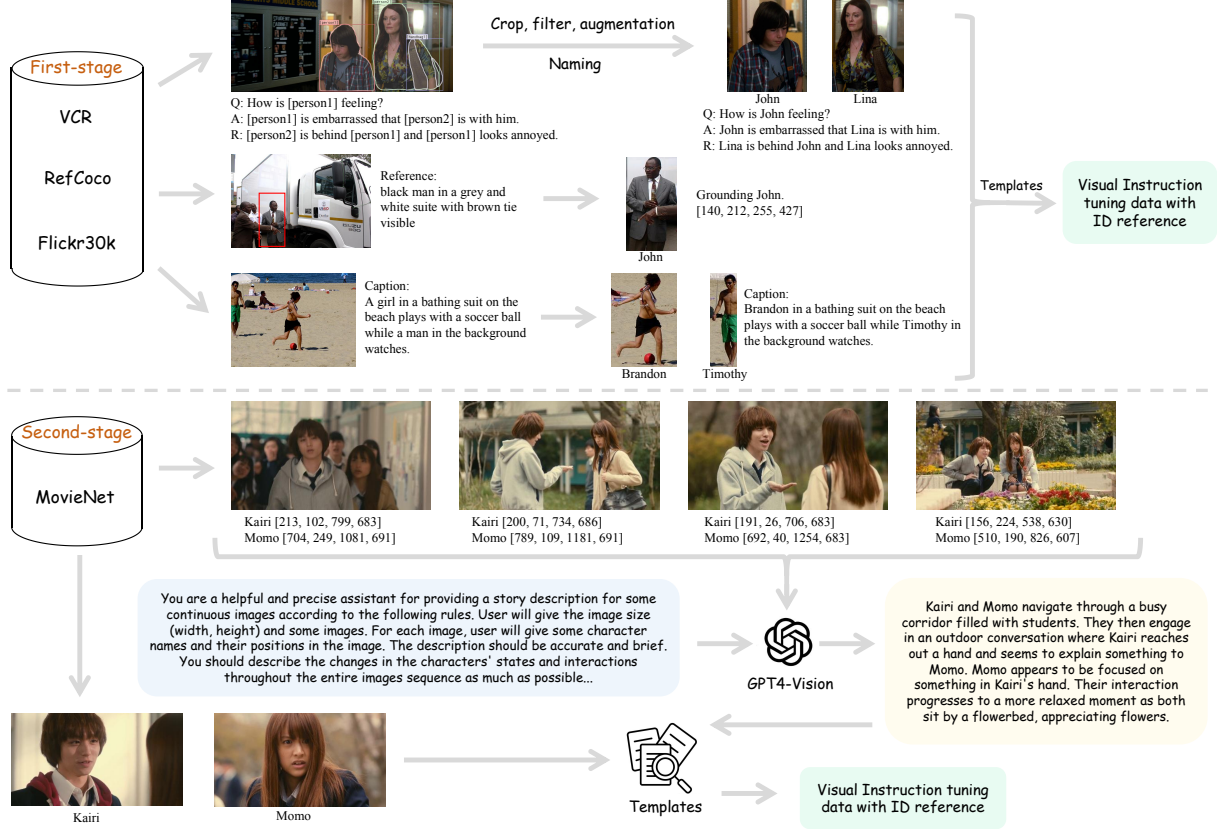 First-stage
VCR
RefCoco
Flickr30k
Crop, filter, augmentation
Naming
Q: How is [person1] feeling?
A: [person1] is embarrassed that [person2] is with him.
R: [person2] is behind [person1] and [person1] looks annoyed.
John
Lina
Q: How is John feeling?
A: John is embarrassed that Lina is with him.
R: Lina is behind John and Lina looks annoyed.
Reference:
black man in a grey and
white suite with brown tie
visible
John
Grounding John.
[140, 212, 255, 427]
Caption:
A girl in a bathing suit on the
beach plays with a soccer ball
while a man in the background
watches.
Brandon
Timothy
Caption:
Brandon in a bathing suit on the beach
plays with a soccer ball while Timothy in
the background watches.
Templates
Visual Instruction
tuning data with
ID reference
Second-stage
MovieNet
Kairi [213, 102, 799, 683]
Momo [704, 249, 1081, 691]
Kairi [200, 71, 734, 686]
Momo [789, 109, 1181, 691]
Kairi [191, 26, 706, 683]
Momo [692, 40, 1254, 683]
Kairi [156, 224, 538, 630]
Momo [510, 190, 826, 607]
You are a helpful and precise assistant for providing a story description for some
continuous images according to the following rules. User will give the image size
(width, height) and some images. For each image, user will give some character
names and their positions in the image. The description should be accurate and brief.
You should describe the changes in the characters' states and interactions
throughout the entire images sequence as much as possible...
GPT4-Vision
Kairi and Momo navigate through a busy
corridor filled with students. They then engage
in an outdoor conversation where Kairi reaches
out a hand and seems to explain something to
Momo. Momo appears to be focused on
something in Kairi's hand. Their interaction
progresses to a more relaxed moment as both
sit by a flowerbed, appreciating flowers.
Kairi
Momo
Templates
Visual Instruction tuning
data with ID reference